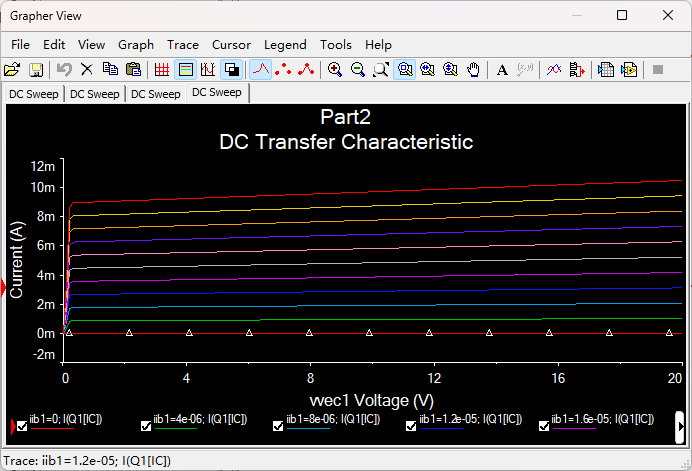 Grapher View
File Edit View Graph Trace Cursor Legend Tools Help
A (x,y)
DC Sweep DC Sweep DC Sweep DC Sweep
Part2
DC Transfer Characteristic
Current (A)
12m
10m
8m
6m
4m
2m
0m
-2m
0 4 8 12 16 20
vvec1 Voltage (V)
iib1=0; I(Q1[IC]) iib1=4e-06; I(Q1[IC]) iib1=8e-06; I(Q1[IC]) iib1=1.2e-05; I(Q1[IC]) iib1=1.6e-05; I(Q1[IC])
Trace: iib1=1.2e-05; I(Q1[IC])